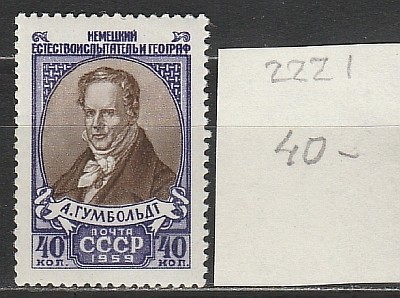 НЕМЕЦКИЙ
ЕСТЕСТВОИСПЫТАТЕЛЬ И ГЕОГРАФ
А. ГУМБОЛЬДТ
ПОЧТА
40 СССР 40
КОП. 1959 КОП.
2221
40-